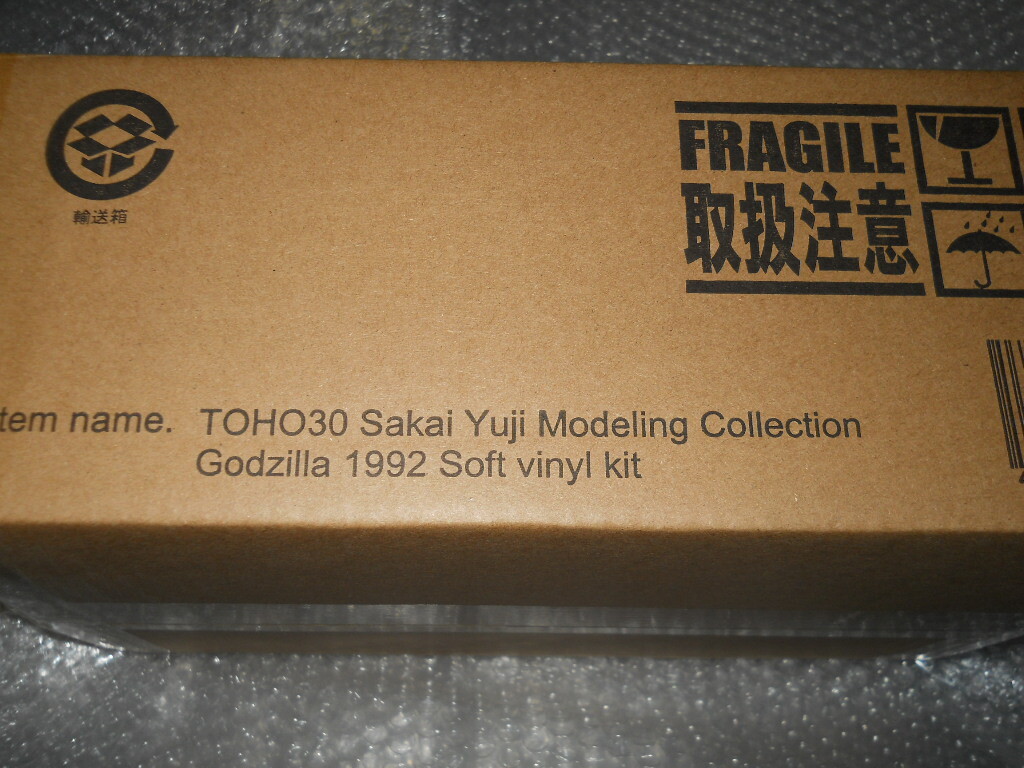 輸送箱
FRAGILE
取扱注意
tem name. TOHO30 Sakai Yuji Modeling Collection
Godzilla 1992 Soft vinyl kit